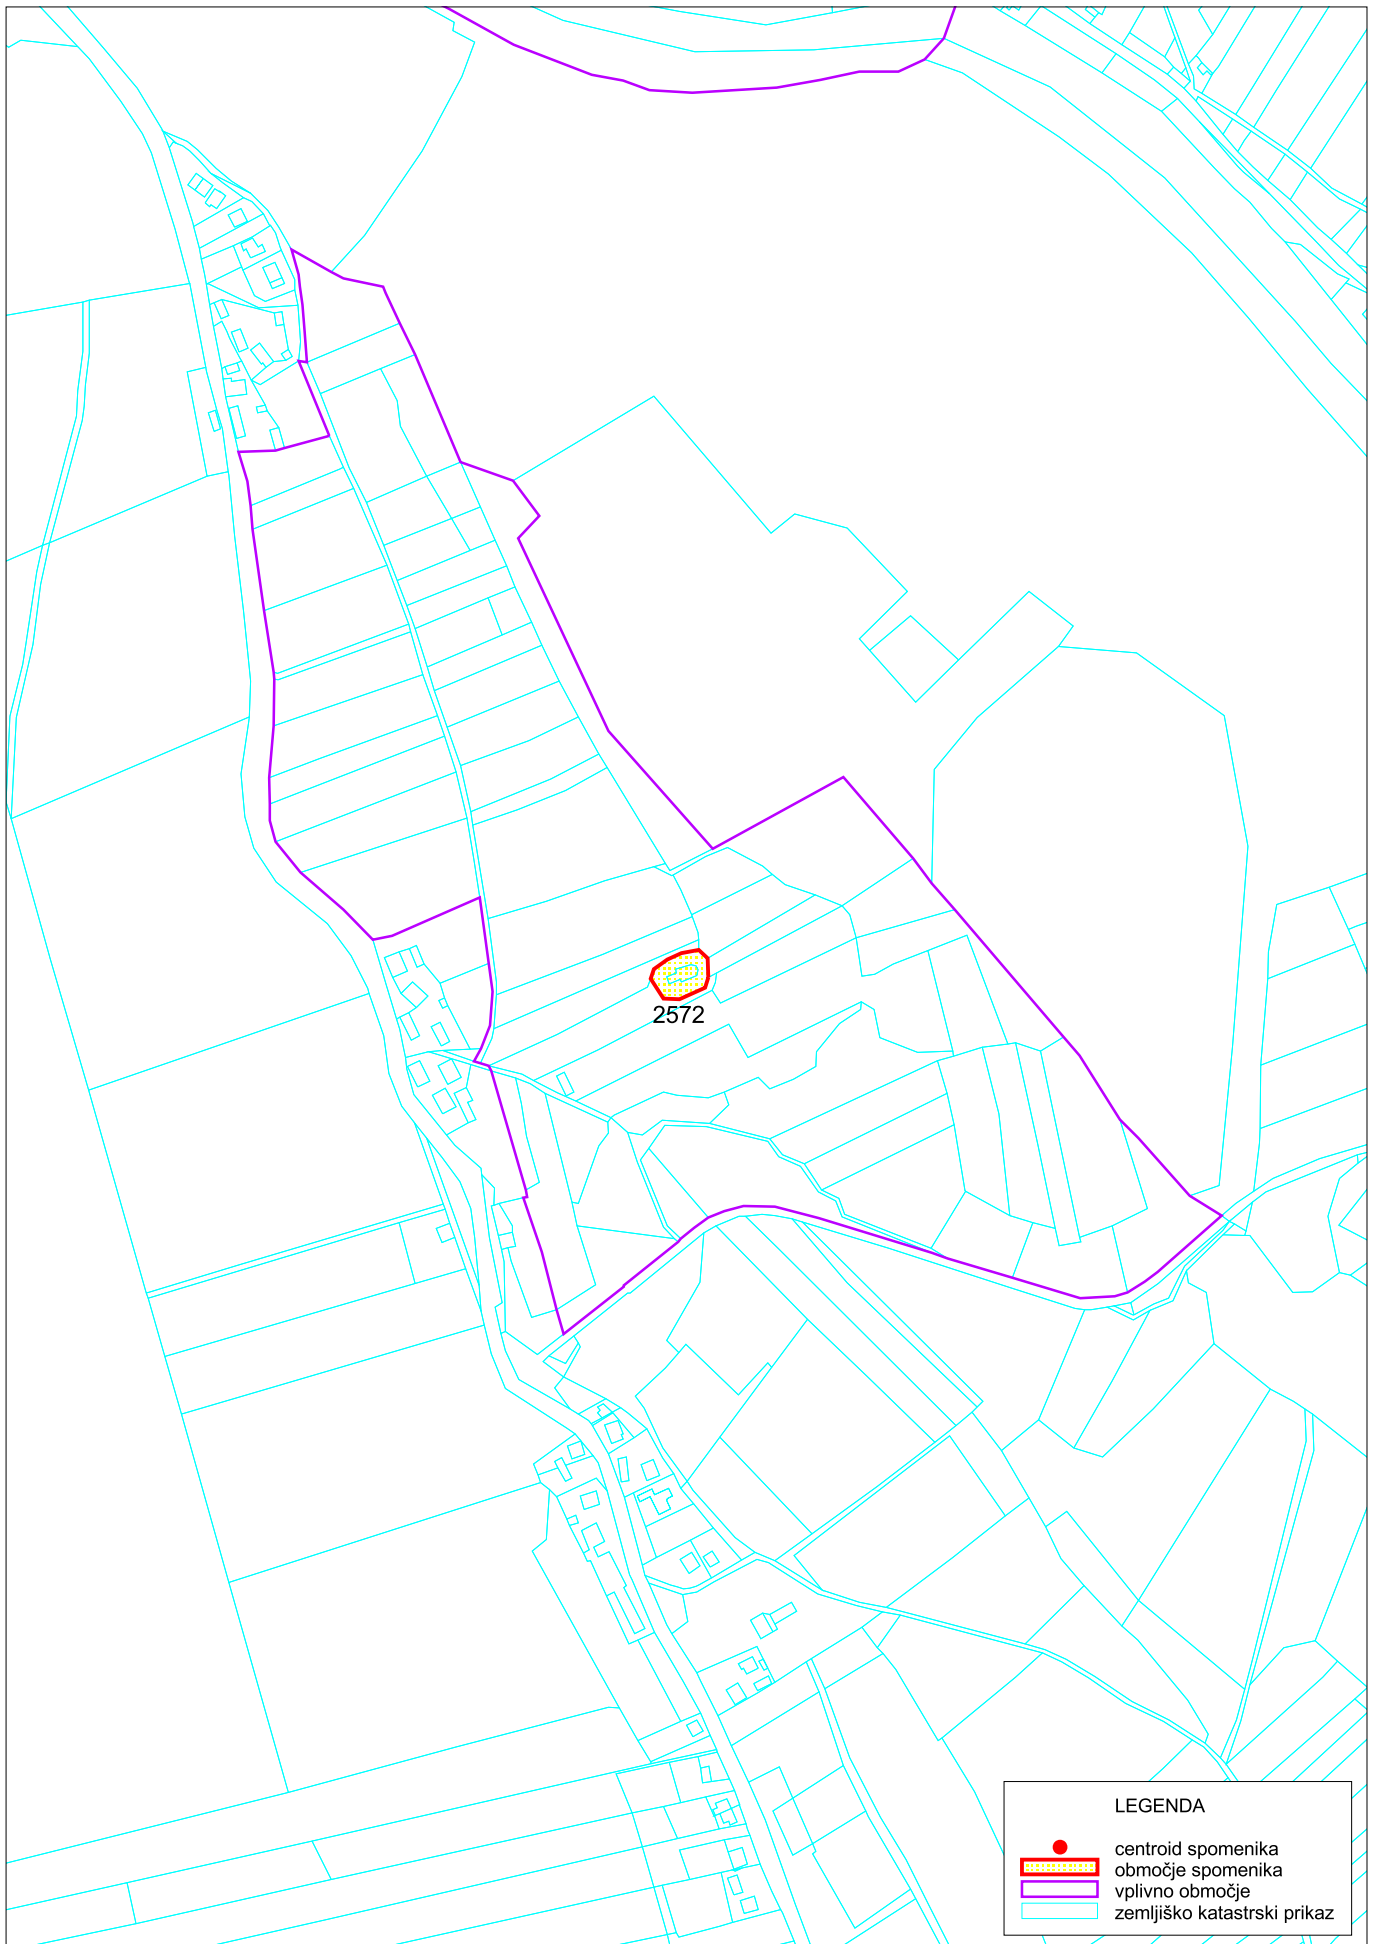 2572
LEGENDA
centroid spomenika
območje spomenika
vplivno območje
zemljiško katastrski prikaz